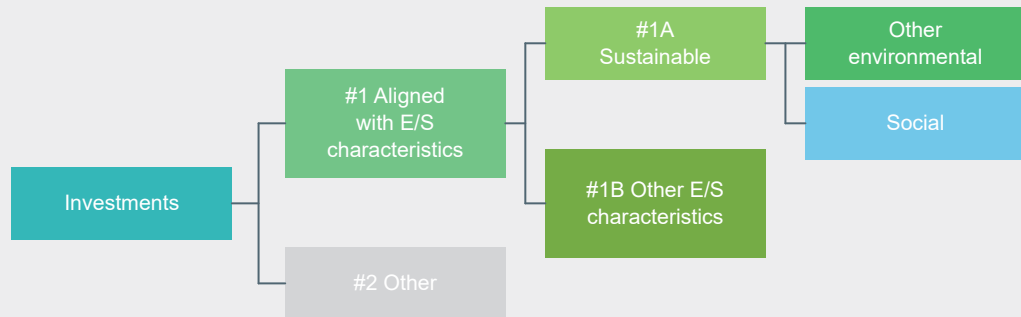 Investments
#1 Aligned
with E/S
characteristics
#2 Other
#1A
Sustainable
#1B Other E/S
characteristics
Other
environmental
Social